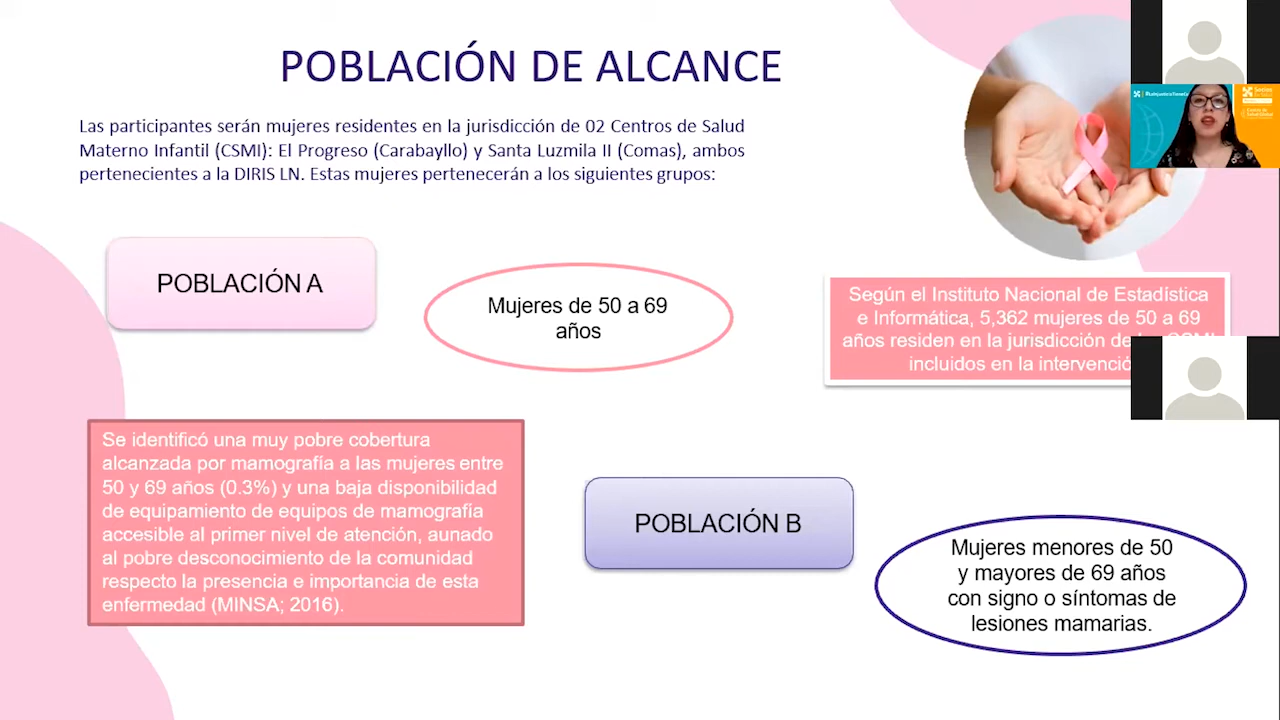 POBLACIÓN DE ALCANCE
Las participantes serán mujeres residentes en la jurisdicción de 02 Centros de Salud
Materno Infantil (CSMI): El Progreso (Carabayllo) y Santa Luzmila II (Comas), ambos
pertenecientes a la DIRIS LN. Estas mujeres pertenecerán a los siguientes grupos:
POBLACIÓN A
Mujeres de 50 a 69
años
Según el Instituto Nacional de Estadística
e Informática, 5,362 mujeres de 50 a 69
años residen en la jurisdicción de
incluidos en la
Se identificó una muy pobre cobertura
alcanzada por mamografía a las mujeres entre
50 y 69 años (0.3%) y una baja disponibilidad
de equipamiento de equipos de mamografía
accesible al primer nivel de atención, aunado
al pobre desconocimiento de la comunidad
respecto la presencia e importancia de esta
enfermedad (MINSA; 2016).
POBLACIÓN B
Mujeres menores de 50
y mayores de 69 años
con signo o síntomas de
lesiones mamarias.